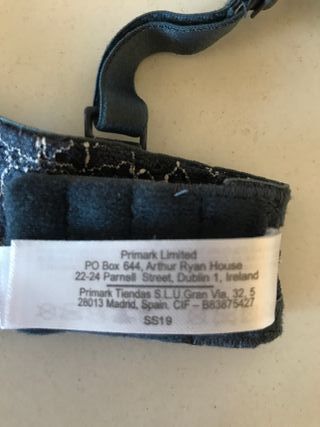 Primark Limited
PO Box 644, Arthur Ryan House
22-24 Parnell Street, Dublin 1, Ireland
Primark Tiendas S.L.U Gran Via, 32, 5
28013 Madrid, Spain, CIF – B83875427
SS19